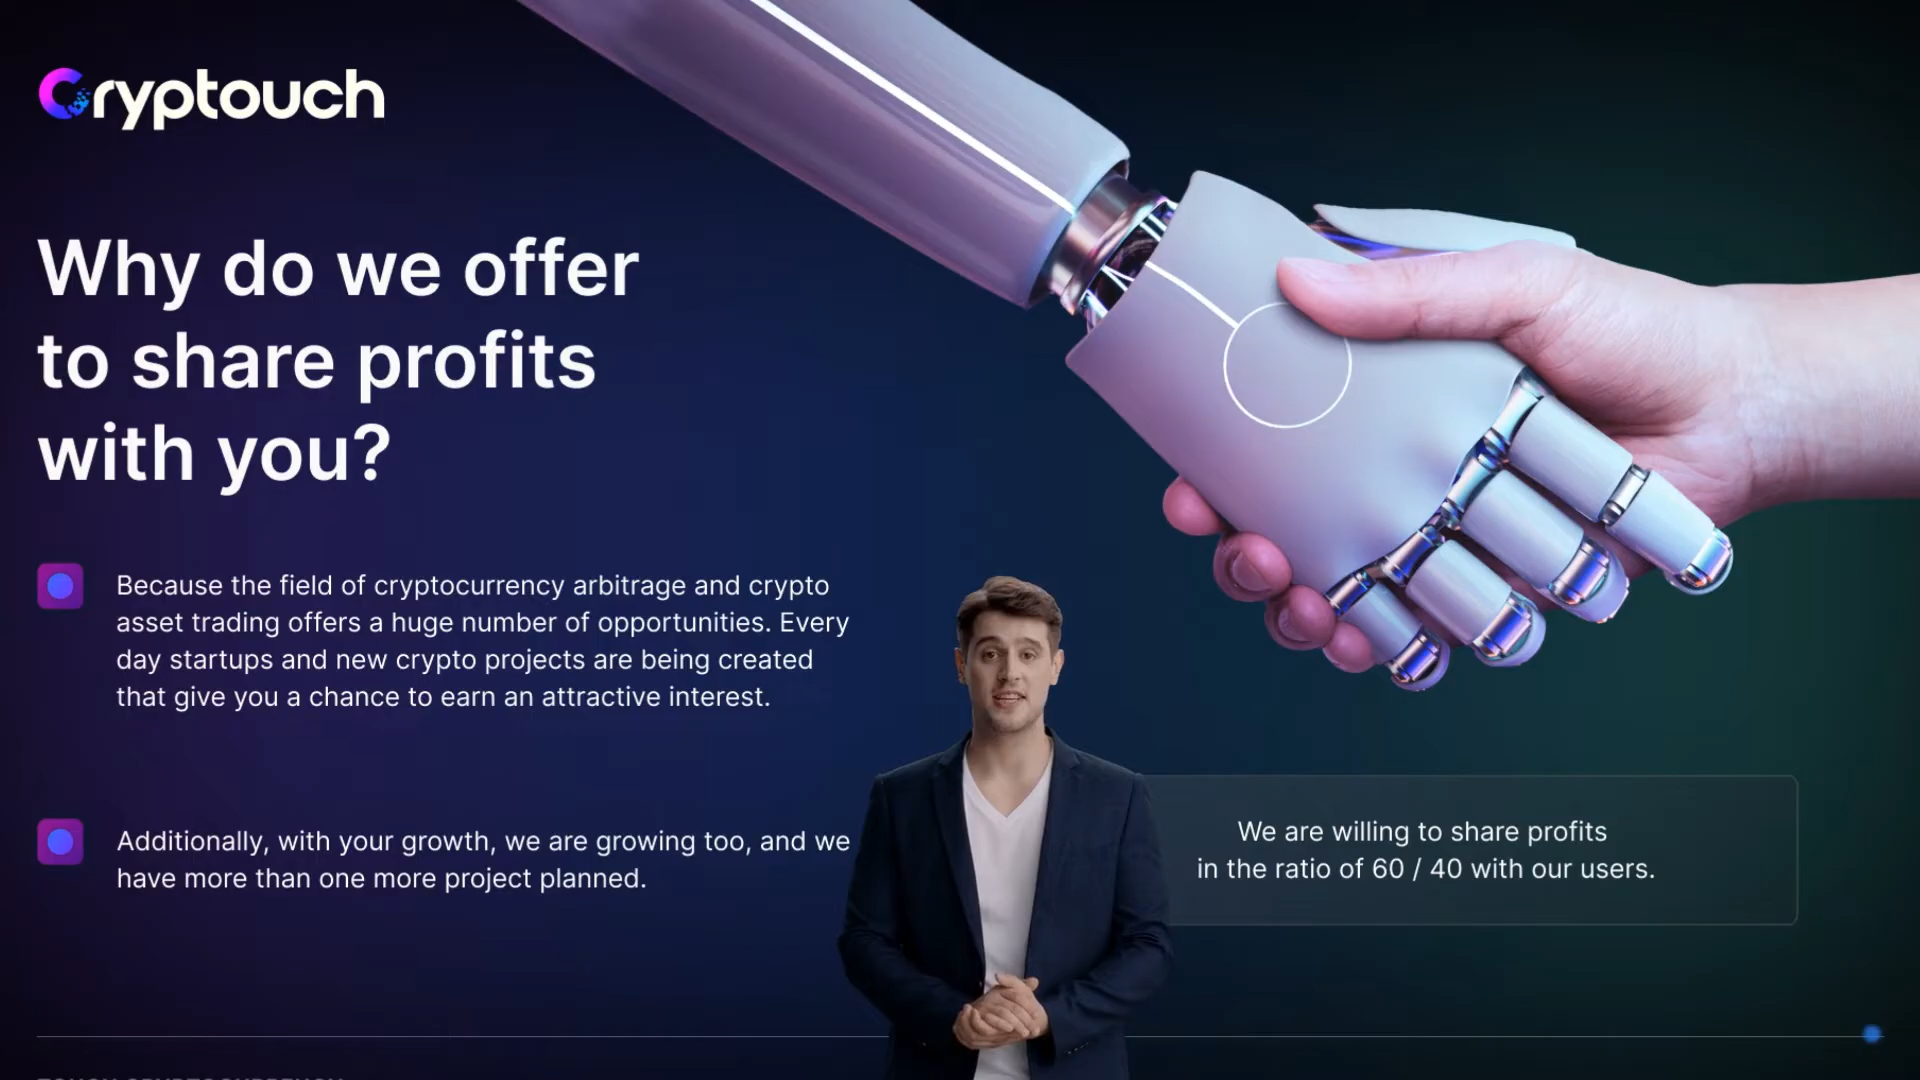 Cryptouch
Why do we offer
to share profits
with you?
Because the field of cryptocurrency arbitrage and crypto
asset trading offers a huge number of opportunities. Every
day startups and new crypto projects are being created
that give you a chance to earn an attractive interest.
Additionally, with your growth, we are growing too, and we
have more than one more project planned.
We are willing to share profits
in the ratio of 60 / 40 with our users.